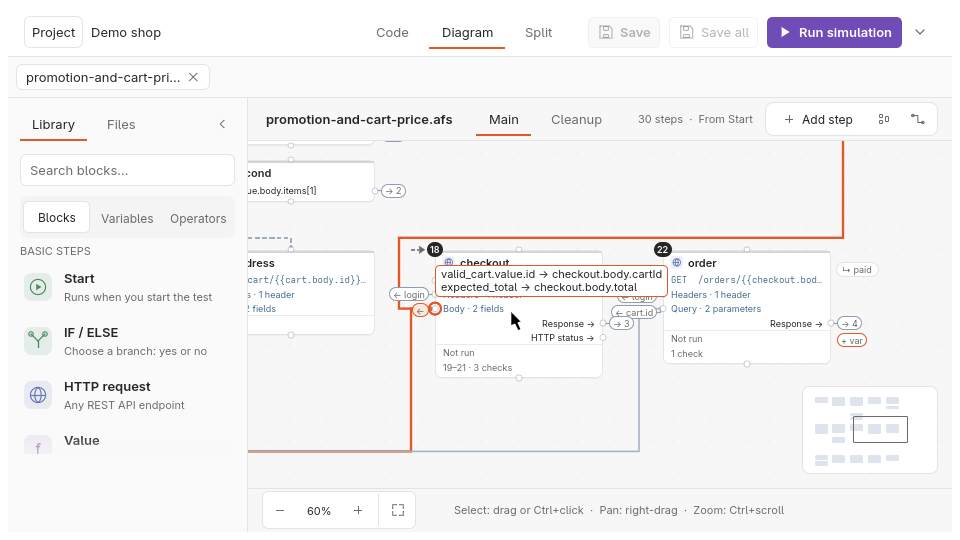 Project
Demo shop
Code
Diagram
Split
Save
Save all
Run simulation
promotion-and-cart-pri...
Library
Files
promotion-and-cart-price.afs
Main
Cleanup
30 steps · From Start
Add step
Search blocks...
Blocks
Variables
Operators
BASIC STEPS
Start
Runs when you start the test
IF / ELSE
Choose a branch: yes or no
HTTP request
Any REST API endpoint
Value
cond
ue.body.items[1]
→ 2
dress
cart/{{cart.body.id}}…
s · 1 header
2 fields
18
checkout
valid_cart.value.id → checkout.body.cartId
expected_total → checkout.body.total
← login
←
Body · 2 fields
Response →
→ 3
HTTP status →
Not run
19–21 · 3 checks
22
order
GET /orders/{{checkout.bod…
← cart.id
Headers · 1 header
Query · 2 parameters
Response →
→ 4
+ var
Not run
1 check
↪ paid
60%
Select: drag or Ctrl+click · Pan: right-drag · Zoom: Ctrl+scroll